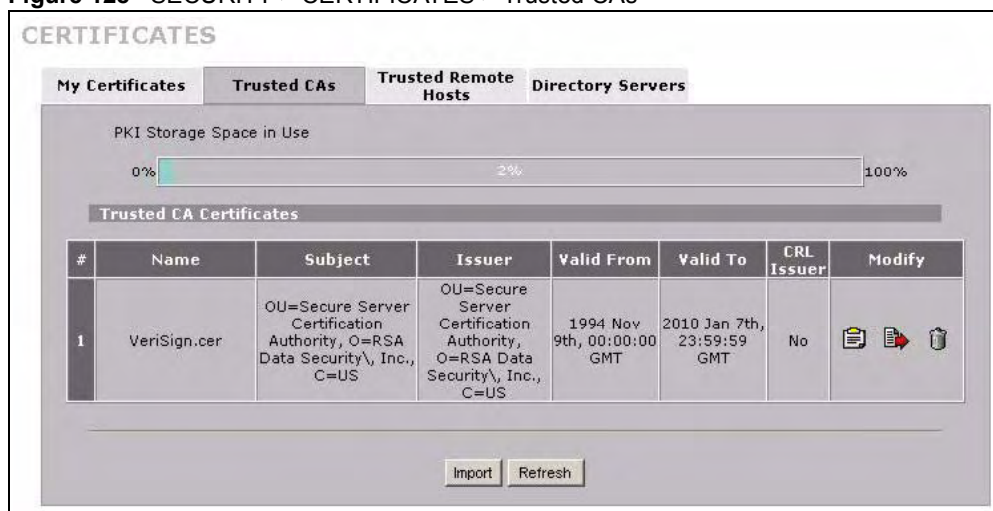 Figure 128 SECURITY > CERTIFICATES > Trusted CAs
CERTIFICATES
My Certificates
Trusted CAs
Trusted Remote
Hosts
Directory Servers
PKI Storage Space in Use
0%
2%
100%
Trusted CA Certificates
#
Name
Subject
Issuer
Valid From
Valid To
CRL
Issuer
Modify
1
VeriSign.cer
OU=Secure Server
Certification
Authority, O=RSA
Data Security\, Inc.,
C=US
OU=Secure
Server
Certification
Authority,
O=RSA Data
Security\, Inc.,
C=US
1994 Nov
9th, 00:00:00
GMT
2010 Jan 7th,
23:59:59
GMT
No
Import
Refresh